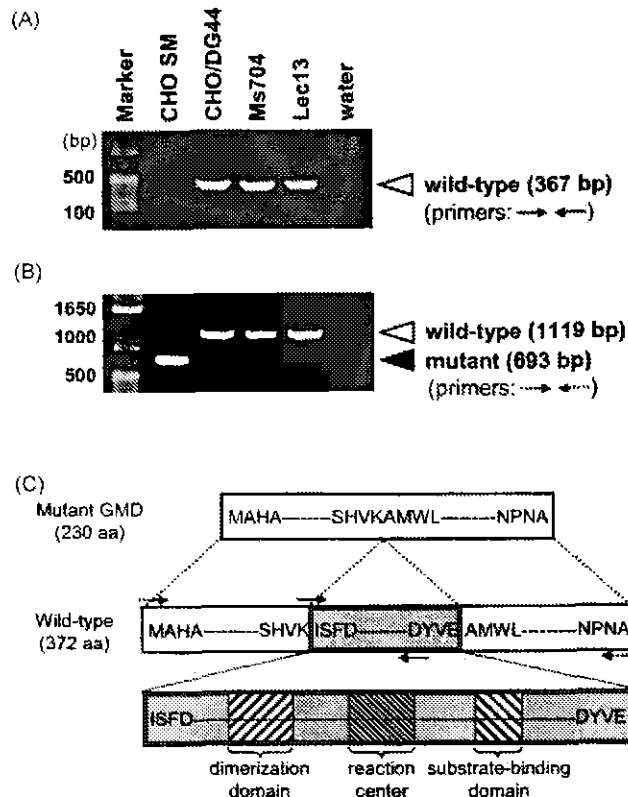 (A)
Marker
CHO SM
CHO/DG44
Ms704
Lec13
water
(bp)
500
100
wild-type (367 bp)
(primers: )
(B)
1650
1000
500
wild-type (1119 bp)
mutant (693 bp)
(primers: )
(C)
Mutant GMD
(230 aa)
MAHA SHVKAMWL NPNA
Wild-type
(372 aa)
MAHA SHVK ISFD DYVE AMWL NPNA
ISFD DYVE
dimerization
domain
reaction
center
substrate-binding
domain